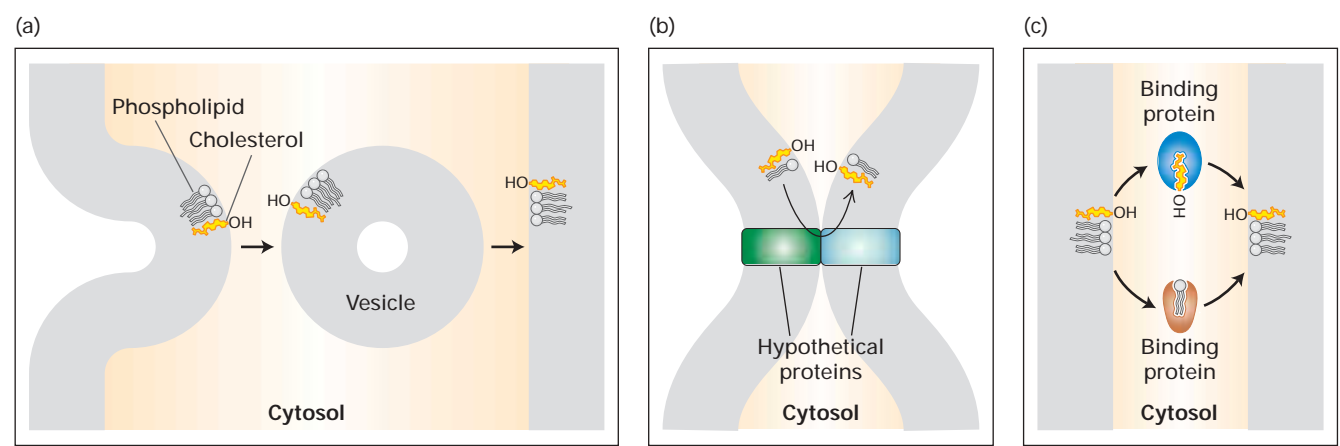 (a)
Phospholipid
Cholesterol
OH
HO
HO
Vesicle
Cytosol
(b)
OH
HO
Hypothetical
proteins
Cytosol
(c)
Binding
protein
OH
OH
HO
Binding
protein
Cytosol